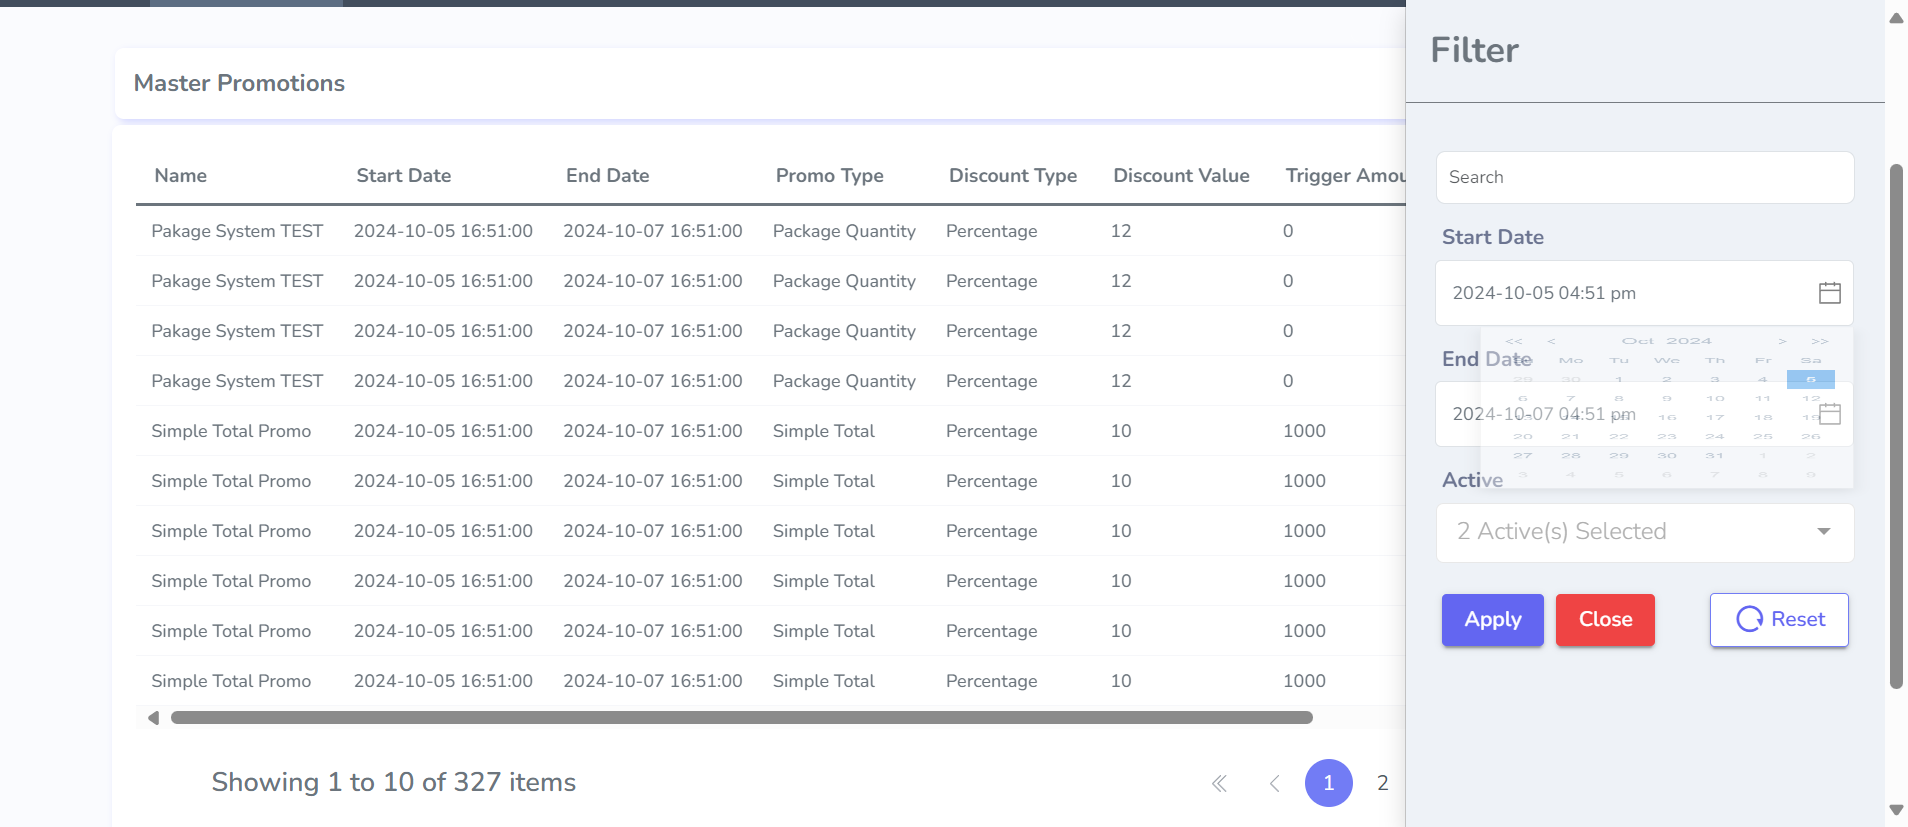 Master Promotions
Name Start Date End Date Promo Type Discount Type Discount Value Trigger Amou
Pakage System TEST 2024-10-05 16:51:00 2024-10-07 16:51:00 Package Quantity Percentage 12 0
Pakage System TEST 2024-10-05 16:51:00 2024-10-07 16:51:00 Package Quantity Percentage 12 0
Pakage System TEST 2024-10-05 16:51:00 2024-10-07 16:51:00 Package Quantity Percentage 12 0
Pakage System TEST 2024-10-05 16:51:00 2024-10-07 16:51:00 Package Quantity Percentage 12 0
Simple Total Promo 2024-10-05 16:51:00 2024-10-07 16:51:00 Simple Total Percentage 10 1000
Simple Total Promo 2024-10-05 16:51:00 2024-10-07 16:51:00 Simple Total Percentage 10 1000
Simple Total Promo 2024-10-05 16:51:00 2024-10-07 16:51:00 Simple Total Percentage 10 1000
Simple Total Promo 2024-10-05 16:51:00 2024-10-07 16:51:00 Simple Total Percentage 10 1000
Simple Total Promo 2024-10-05 16:51:00 2024-10-07 16:51:00 Simple Total Percentage 10 1000
Simple Total Promo 2024-10-05 16:51:00 2024-10-07 16:51:00 Simple Total Percentage 10 1000
Showing 1 to 10 of 327 items
« < 1 2
Filter
Search
Start Date
2024-10-05 04:51 pm
<< < Oct 2024 > >>
End Date
Mo Tu We Th Fr Sa
29 30 1 2 3 4 5
6 7 8 9 10 11 12
2024-10-07 04:51 pm
16 17 18 19
20 21 22 23 24 25 26
27 28 29 30 31 1 2
3 4 5 6 7 8 9
Active
2 Active(s) Selected
Apply Close Reset